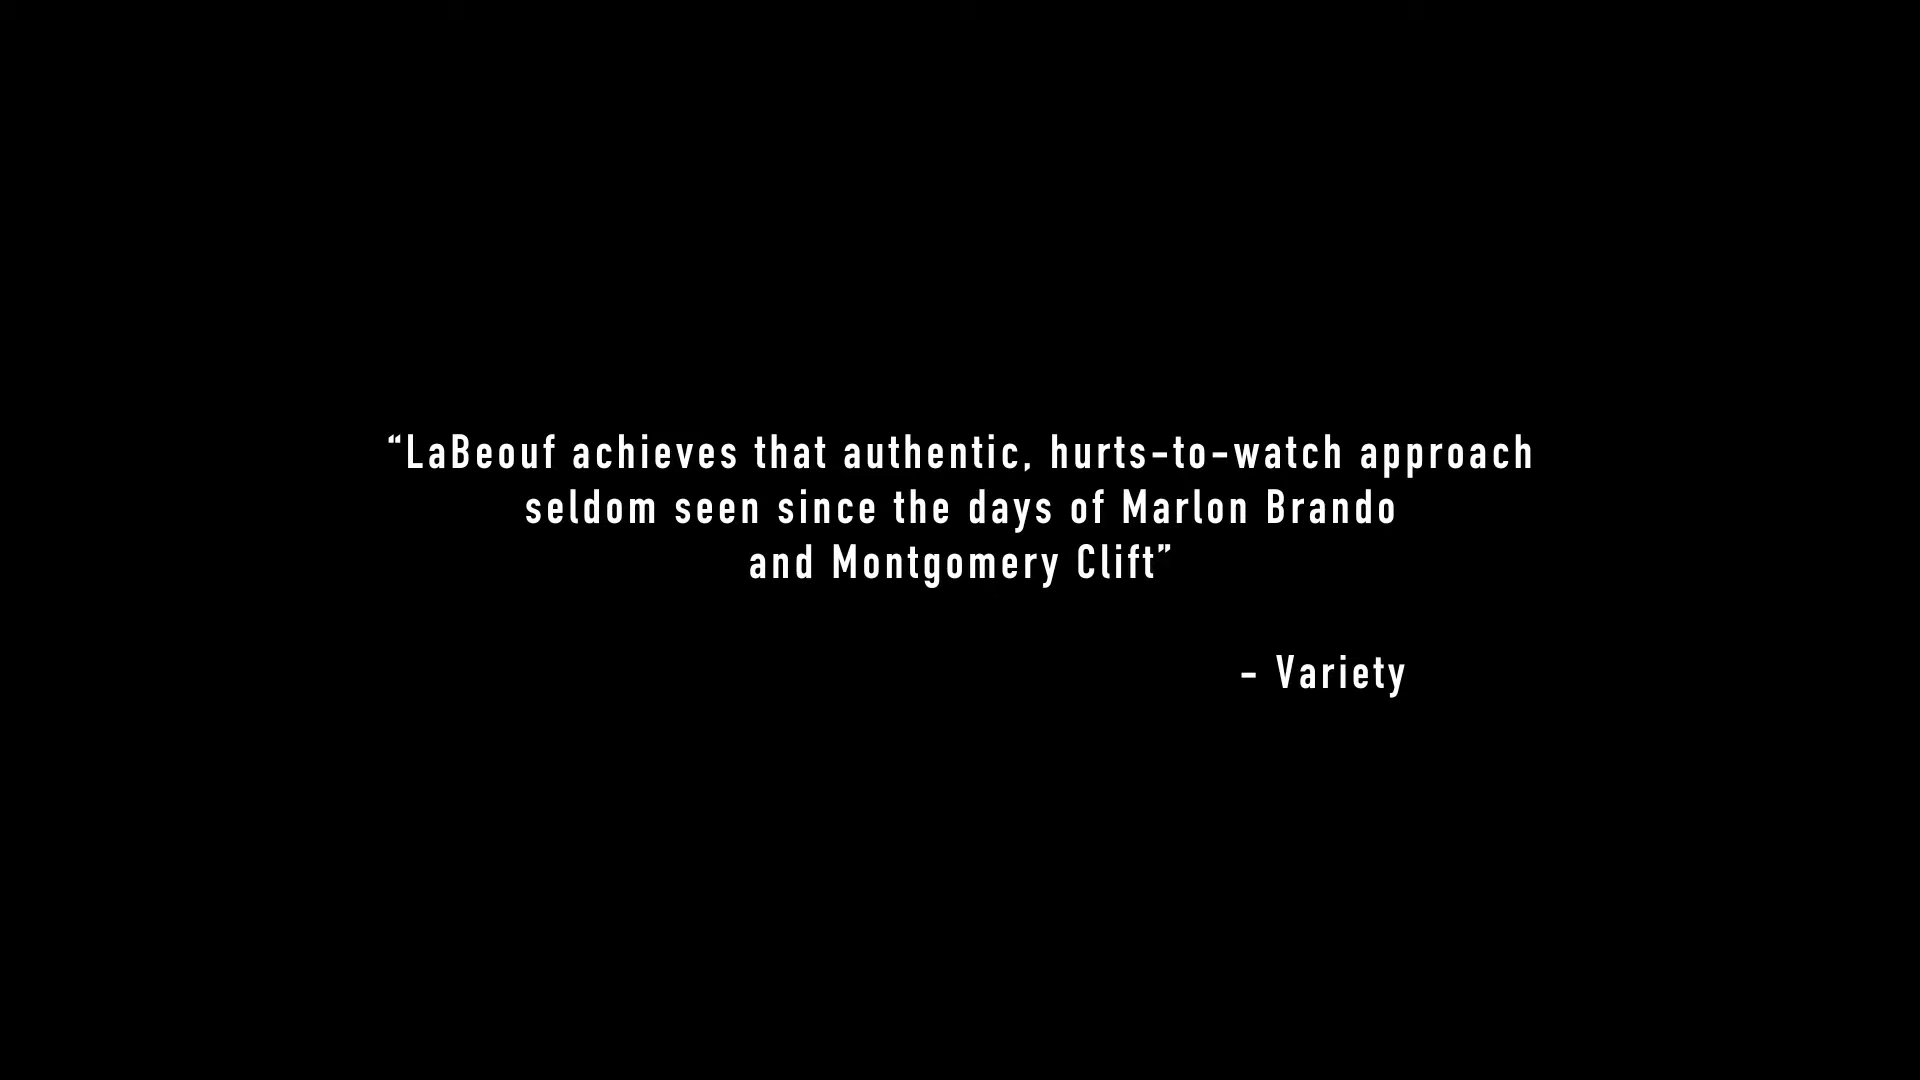 “LaBeouf achieves that authentic, hurts-to-watch approach
seldom seen since the days of Marlon Brando
and Montgomery Clift”
- Variety